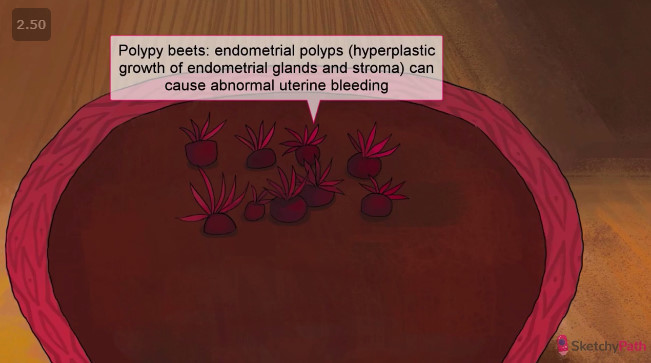 2.50
Polypy beets: endometrial polyps (hyperplastic
growth of endometrial glands and stroma) can
cause abnormal uterine bleeding
SketchyPath